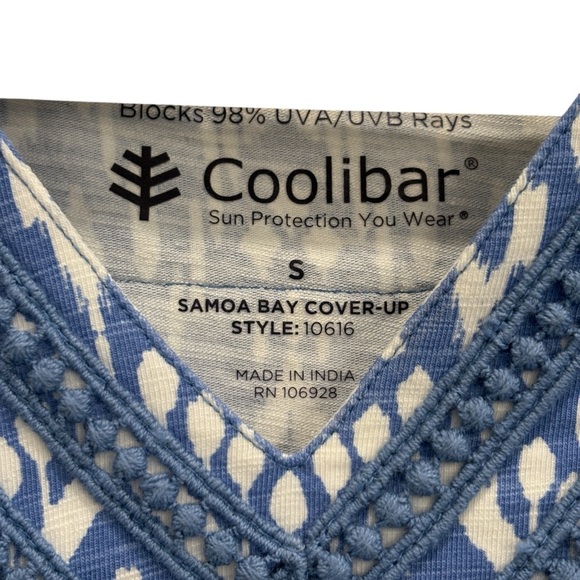 Blocks 98% UVA/UVB Rays
Coolibar®
Sun Protection You Wear®
S
SAMOA BAY COVER-UP
STYLE: 10616
MADE IN INDIA
RN 106928